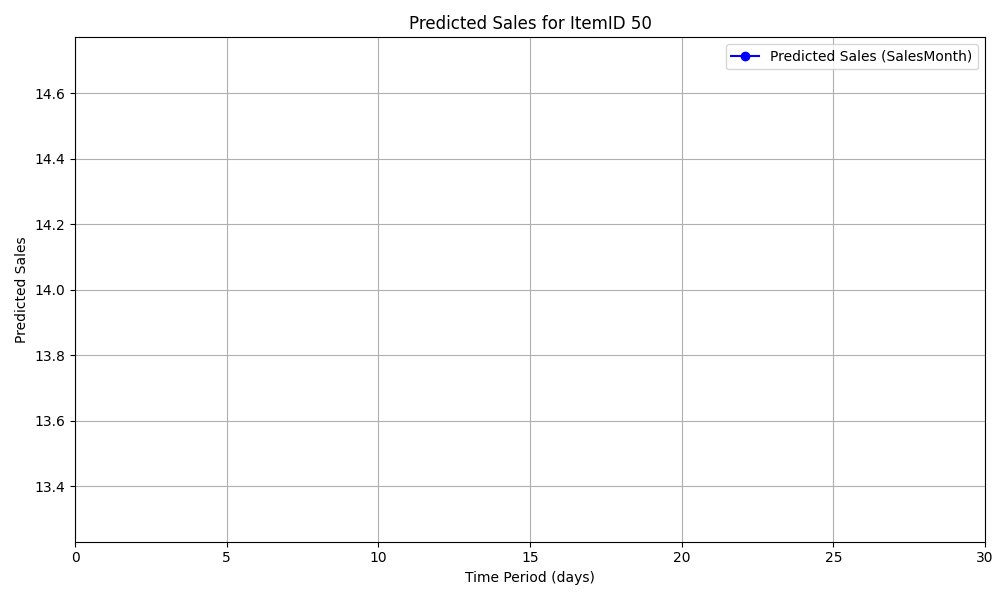 Predicted Sales for ItemID 50
Predicted Sales (SalesMonth)
Predicted Sales
14.6
14.4
14.2
14.0
13.8
13.6
13.4
0 5 10 15 20 25 30
Time Period (days)